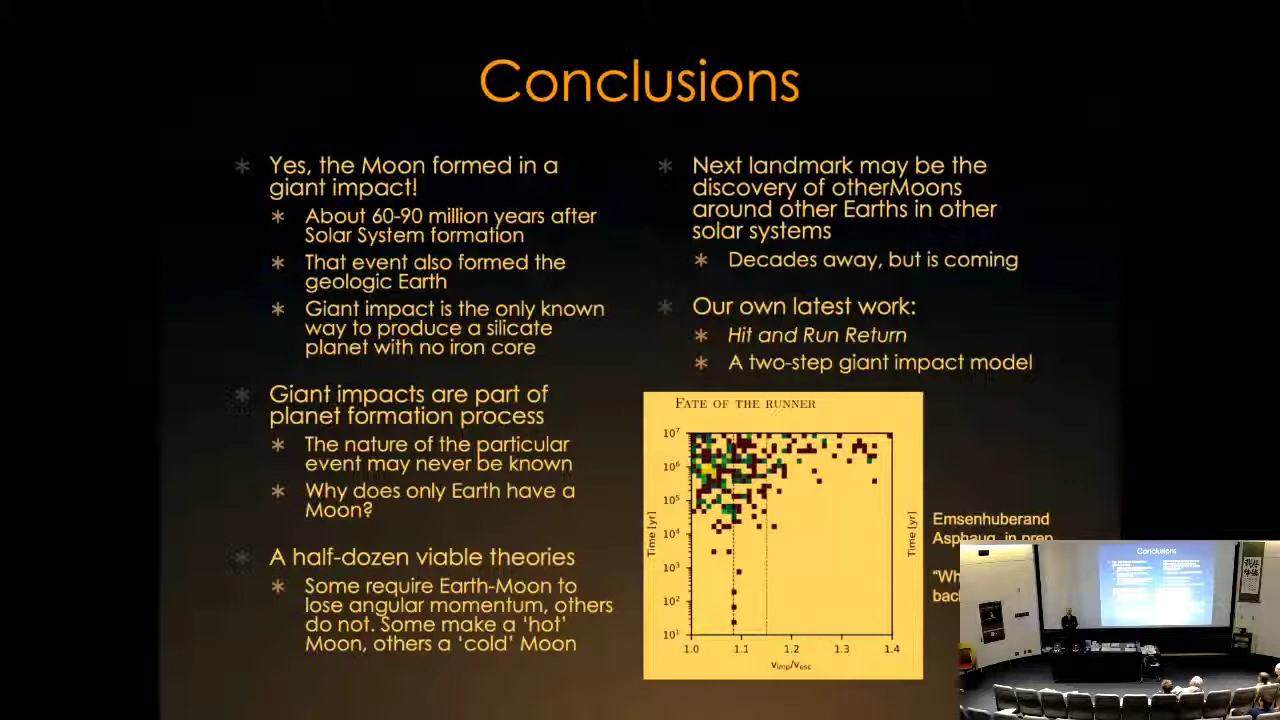 Conclusions
Yes, the Moon formed in a
giant impact!
About 60-90 million years after
Solar System formation
That event also formed the
geologic Earth
Giant impact is the only known
way to produce a silicate
planet with no iron core
Giant impacts are part of
planet formation process
The nature of the particular
event may never be known
Why does only Earth have a
Moon?
A half-dozen viable theories
Some require Earth-Moon to
lose angular momentum, others
do not. Some make a ‘hot’
Moon, others a ‘cold’ Moon
Next landmark may be the
discovery of otherMoons
around other Earths in other
solar systems
Decades away, but is coming
Our own latest work:
Hit and Run Return
A two-step giant impact model
FATE OF THE RUNNER
10⁷
10⁶
10⁵
10⁴
10³
10²
10¹
Time [yr]
1.0 1.1 1.2 1.3 1.4
vimp/vesc
Time [yr]
Emsenhuberand
Asphaug, in prep
Conclusions